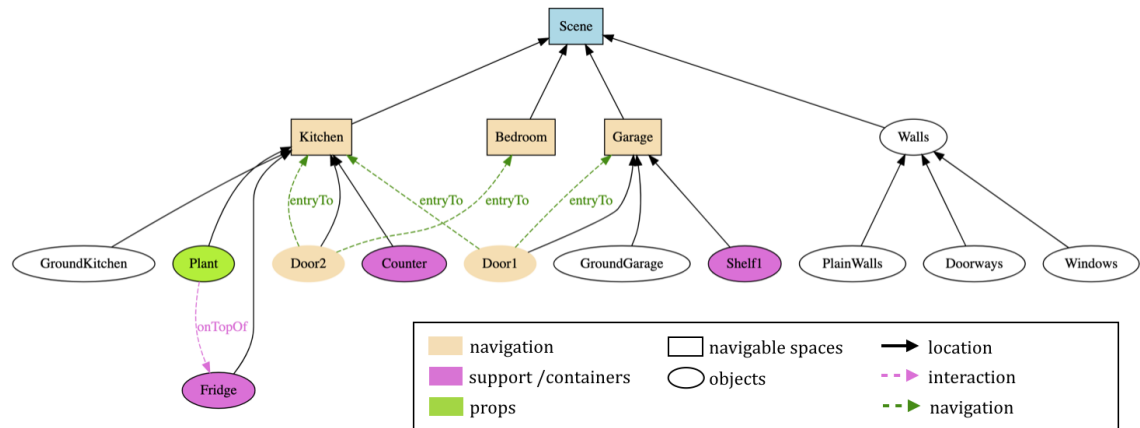 Scene
Kitchen
Bedroom
Garage
Walls
entryTo
entryTo
entryTo
entryTo
GroundKitchen
Plant
Door2
Counter
Door1
GroundGarage
Shelf1
PlainWalls
Doorways
Windows
onTopOf
Fridge
navigation
navigable spaces
location
support /containers
objects
interaction
props
navigation